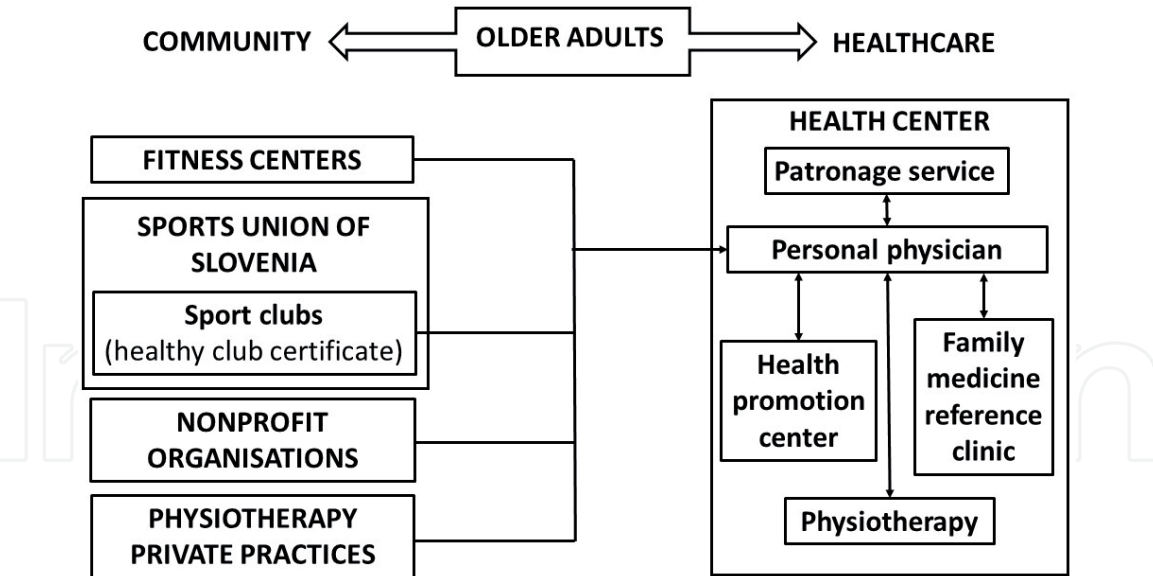 COMMUNITY
OLDER ADULTS
HEALTHCARE
FITNESS CENTERS
SPORTS UNION OF
SLOVENIA
Sport clubs
(healthy club certificate)
NONPROFIT
ORGANISATIONS
PHYSIOTHERAPY
PRIVATE PRACTICES
HEALTH CENTER
Patronage service
Personal physician
Health
promotion
center
Family
medicine
reference
clinic
Physiotherapy